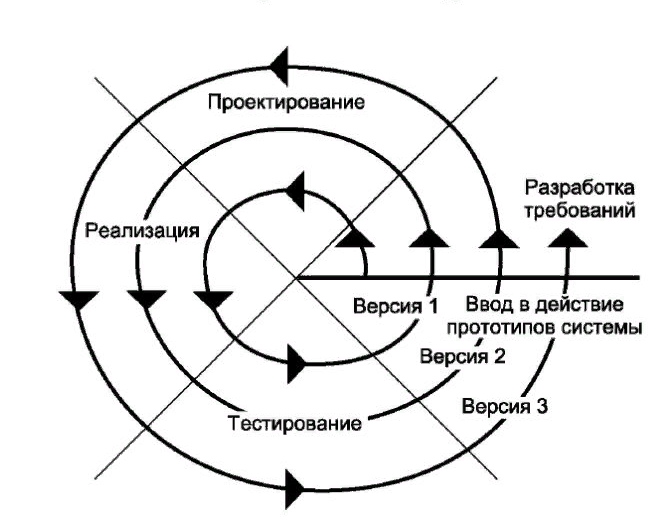 Проектирование
Разработка
требований
Реализация
Версия 1
Ввод в действие
прототипов системы
Версия 2
Версия 3
Тестирование